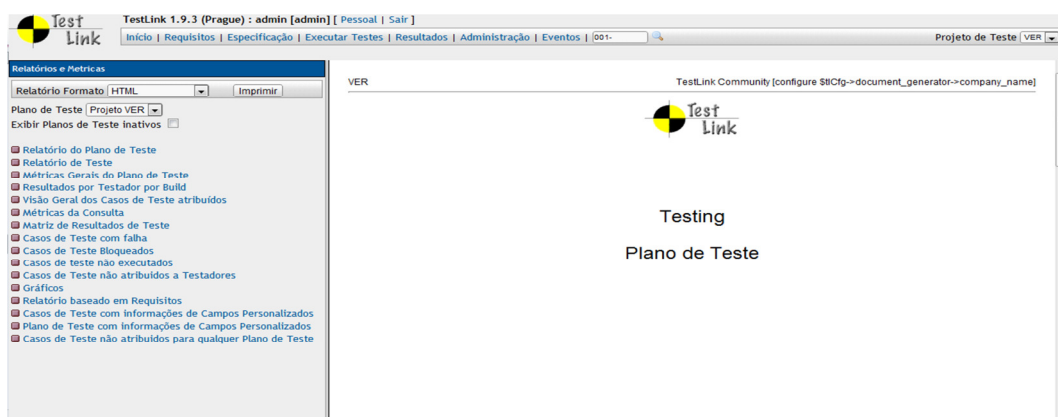 Test Link
TestLink 1.9.3 (Prague) : admin [admin] [ Pessoal | Sair ]
Início | Requisitos | Especificação | Executar Testes | Resultados | Administração | Eventos | 001-
Projeto de Teste VER
Relatórios e Metricas
Relatório Formato HTML Imprimir
Plano de Teste Projeto VER
Exibir Planos de Teste inativos
Relatório do Plano de Teste
Relatório de Teste
Métricas Gerais do Plano de Teste
Resultados por Testador por Build
Visão Geral dos Casos de Teste atribuídos
Métricas da Consulta
Matriz de Resultados de Teste
Casos de Teste com falha
Casos de Teste Bloqueados
Casos de teste não executados
Casos de Teste não atribuidos a Testadores
Gráficos
Relatório baseado em Requisitos
Casos de Teste com informações de Campos Personalizados
Plano de Teste com informações de Campos Personalizados
Casos de Teste não atribuidos para qualquer Plano de Teste
VER
TestLink Community [configure $tlCfg->document_generator->company_name]
Test Link
Testing
Plano de Teste